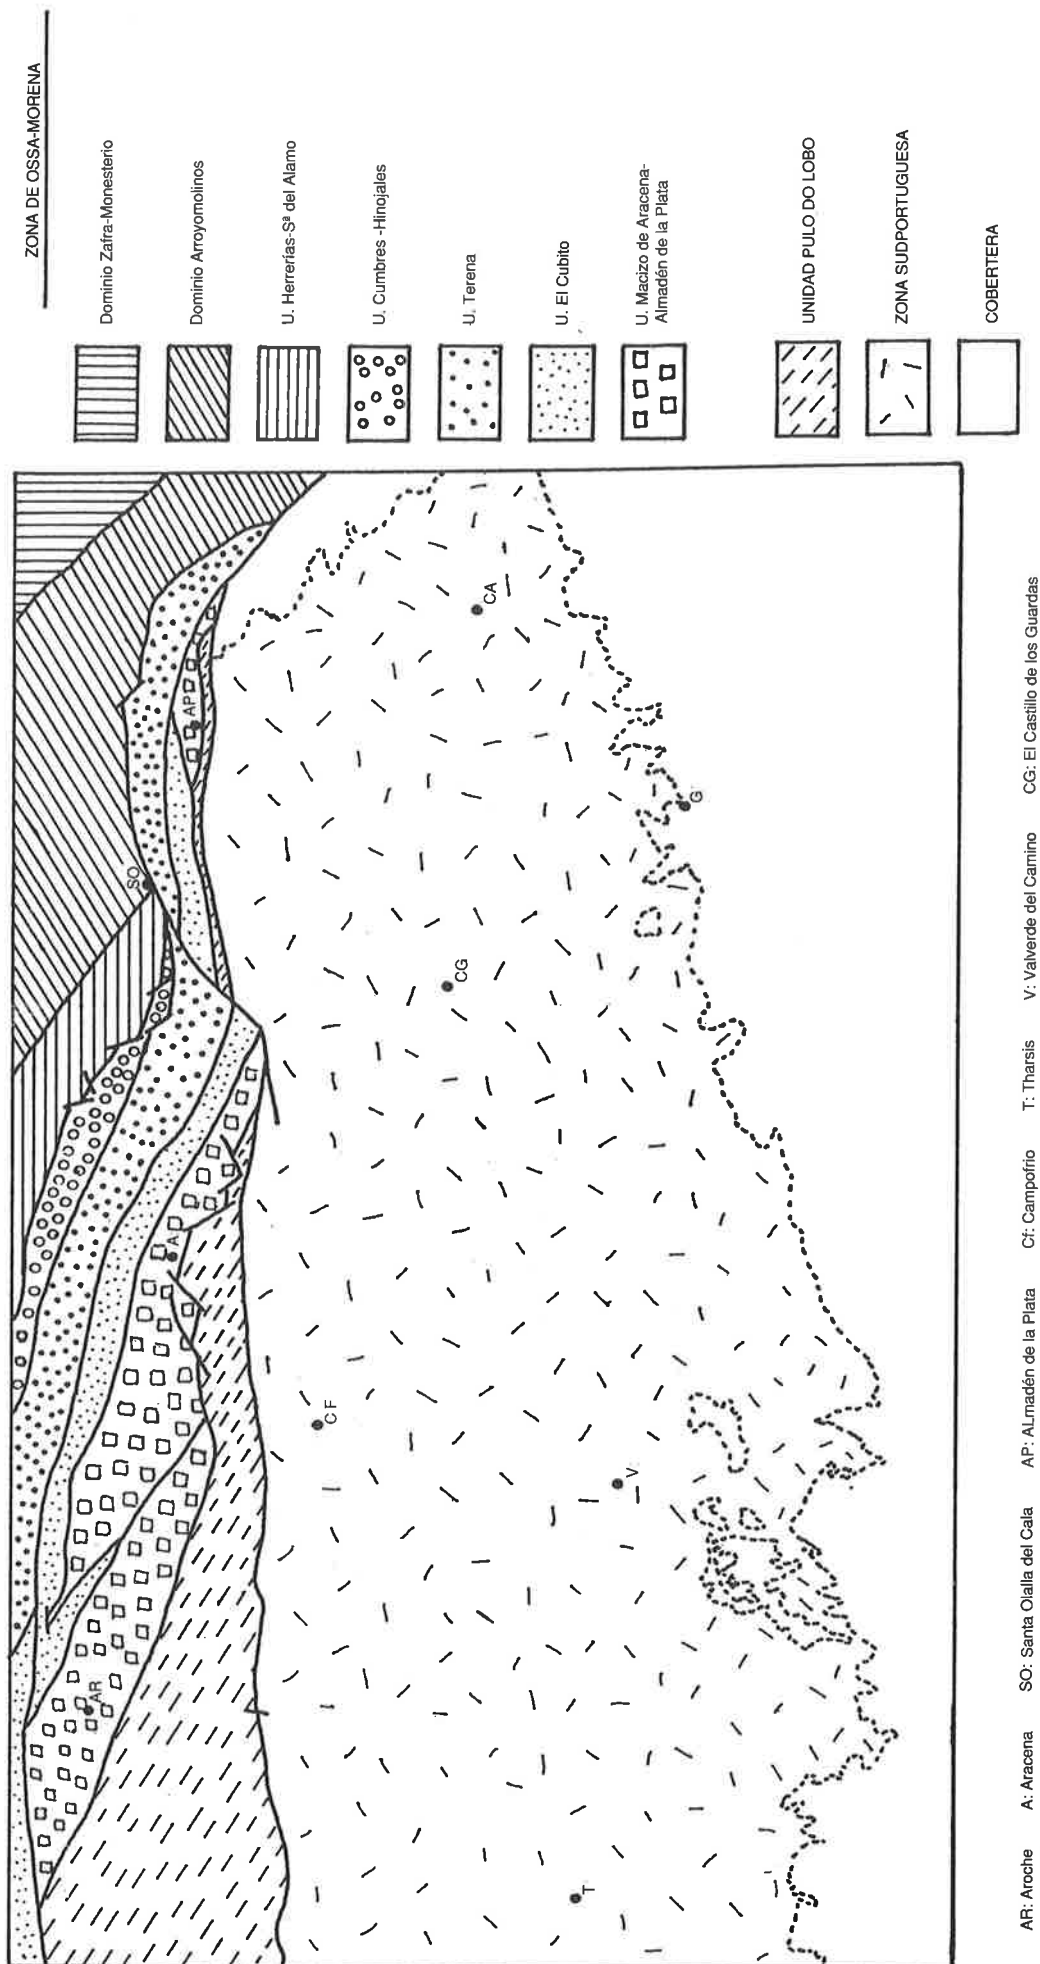 ZONA DE OSSA-MORENA
Dominio Zafra-Monesterio
Dominio Arroyomolinos
U. Herrerías-Sª del Alamo
U. Cumbres -Hinojales
U. Terena
U. El Cubito
U. Macizo de Aracena-
Almadén de la Plata
UNIDAD PULO DO LOBO
ZONA SUDPORTUGUESA
COBERTERA
SO
AP
AR
A
CF
CG
CA
G
V
T
AR: Aroche
A: Aracena
SO: Santa Olalla del Cala
AP: ALmadén de la Plata
Cf: Campofrio
T: Tharsis
V: Valverde del Camino
CG: El Castillo de los Guardas